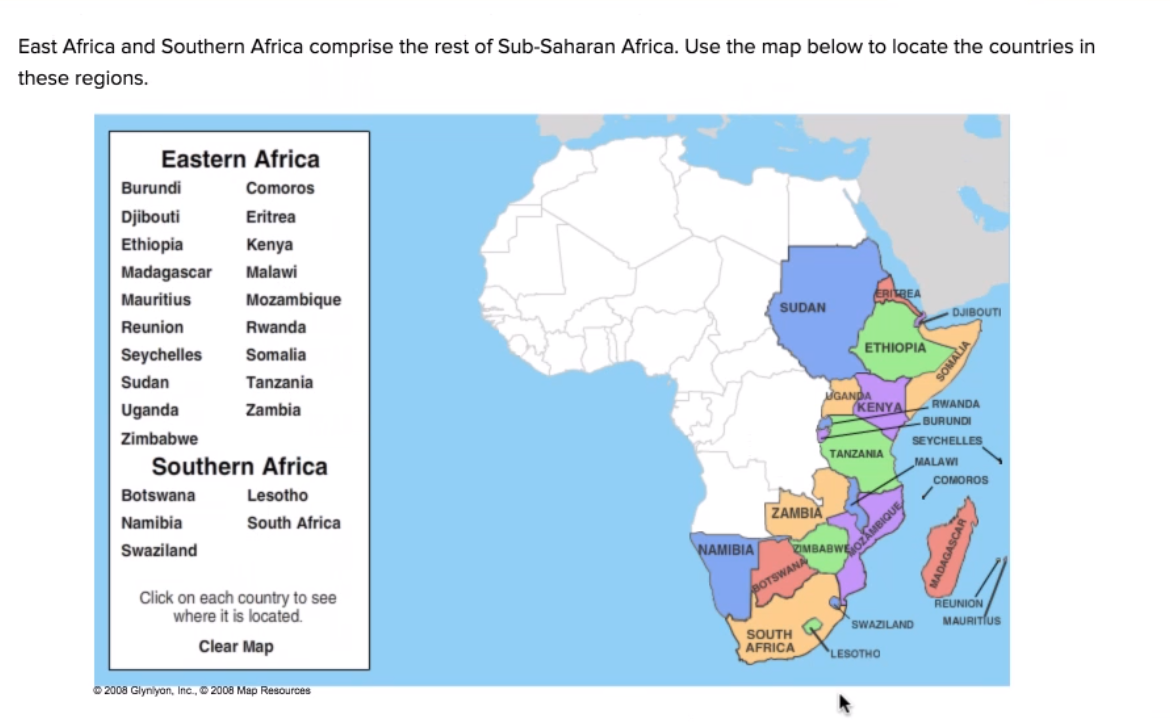 East Africa and Southern Africa comprise the rest of Sub-Saharan Africa. Use the map below to locate the countries in
these regions.
Eastern Africa
Burundi Comoros
Djibouti Eritrea
Ethiopia Kenya
Madagascar Malawi
Mauritius Mozambique
Reunion Rwanda
Seychelles Somalia
Sudan Tanzania
Uganda Zambia
Zimbabwe
Southern Africa
Botswana Lesotho
Namibia South Africa
Swaziland
Click on each country to see
where it is located.
Clear Map
SUDAN
ERITREA
DJIBOUTI
ETHIOPIA
SOMALIA
UGANDA
KENYA
RWANDA
BURUNDI
SEYCHELLES
TANZANIA
MALAWI
COMOROS
ZAMBIA
MOZAMBIQUE
NAMIBIA
ZIMBABWE
BOTSWANA
MADAGASCAR
REUNION
MAURITIUS
SWAZILAND
SOUTH
AFRICA
LESOTHO
© 2008 Glynlyon, Inc., © 2008 Map Resources